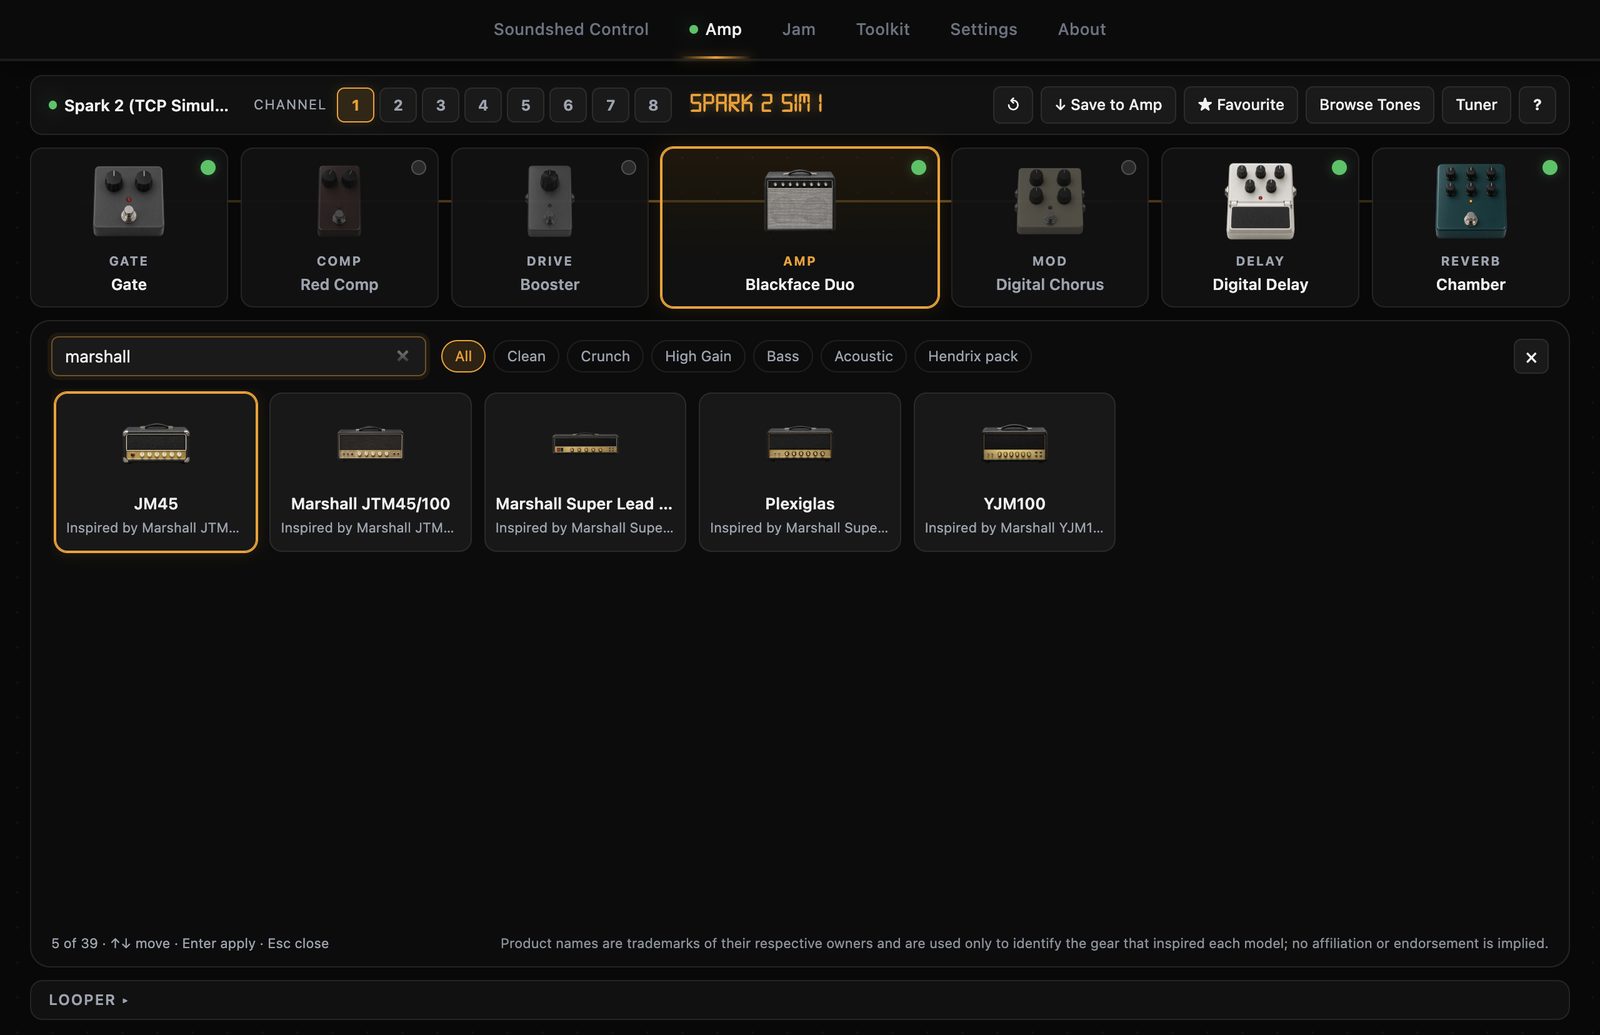 Soundshed Control
Amp
Jam
Toolkit
Settings
About
Spark 2 (TCP Simul...
CHANNEL
1
2
3
4
5
6
7
8
SPARK 2 SIM 1
↺
↓ Save to Amp
★ Favourite
Browse Tones
Tuner
?
GATE
Gate
COMP
Red Comp
DRIVE
Booster
AMP
Blackface Duo
MOD
Digital Chorus
DELAY
Digital Delay
REVERB
Chamber
marshall
✕
All
Clean
Crunch
High Gain
Bass
Acoustic
Hendrix pack
✕
JM45
Inspired by Marshall JTM...
Marshall JTM45/100
Inspired by Marshall JTM...
Marshall Super Lead ...
Inspired by Marshall Supe...
Plexiglas
Inspired by Marshall Supe...
YJM100
Inspired by Marshall YJM1...
5 of 39 · ↑↓ move · Enter apply · Esc close
Product names are trademarks of their respective owners and are used only to identify the gear that inspired each model; no affiliation or endorsement is implied.
LOOPER ▸